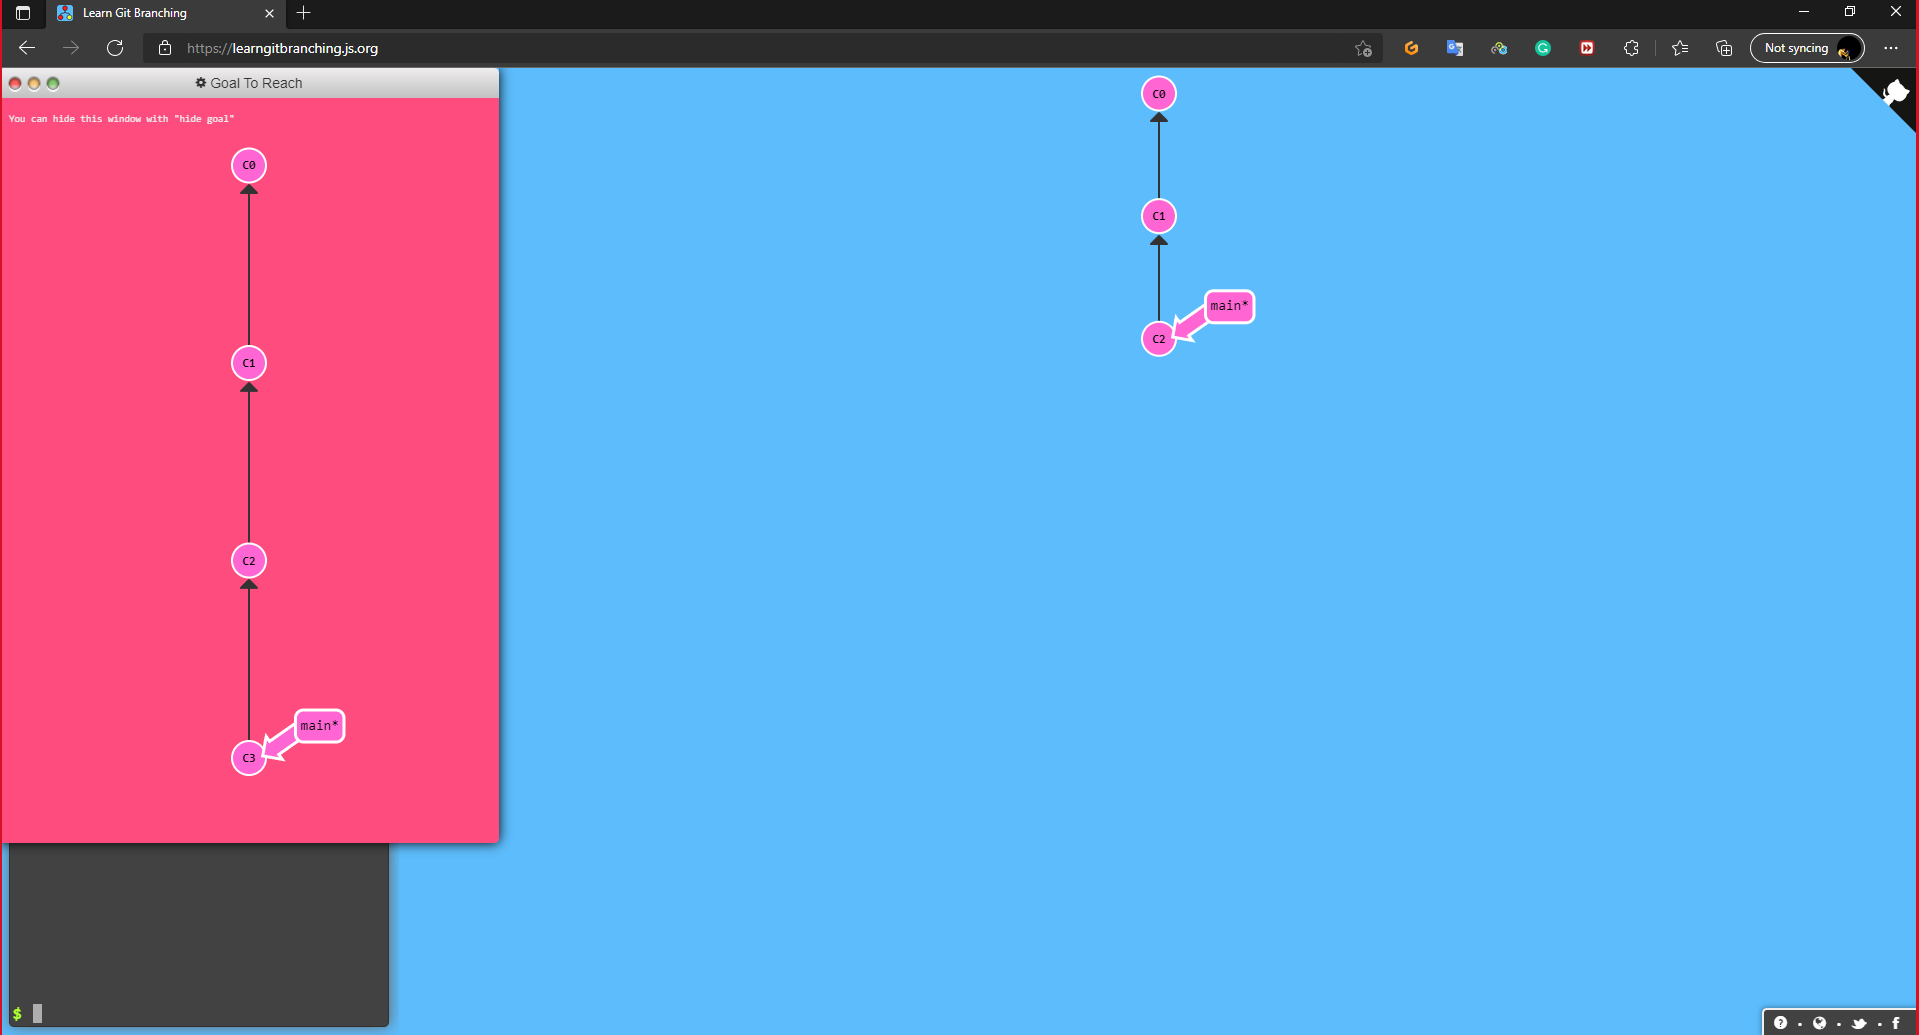 Learn Git Branching
https://learngitbranching.js.org
Not syncing
Goal To Reach
You can hide this window with "hide goal"
C0
C1
C2
main*
C3
C0
C1
main*
C2
$